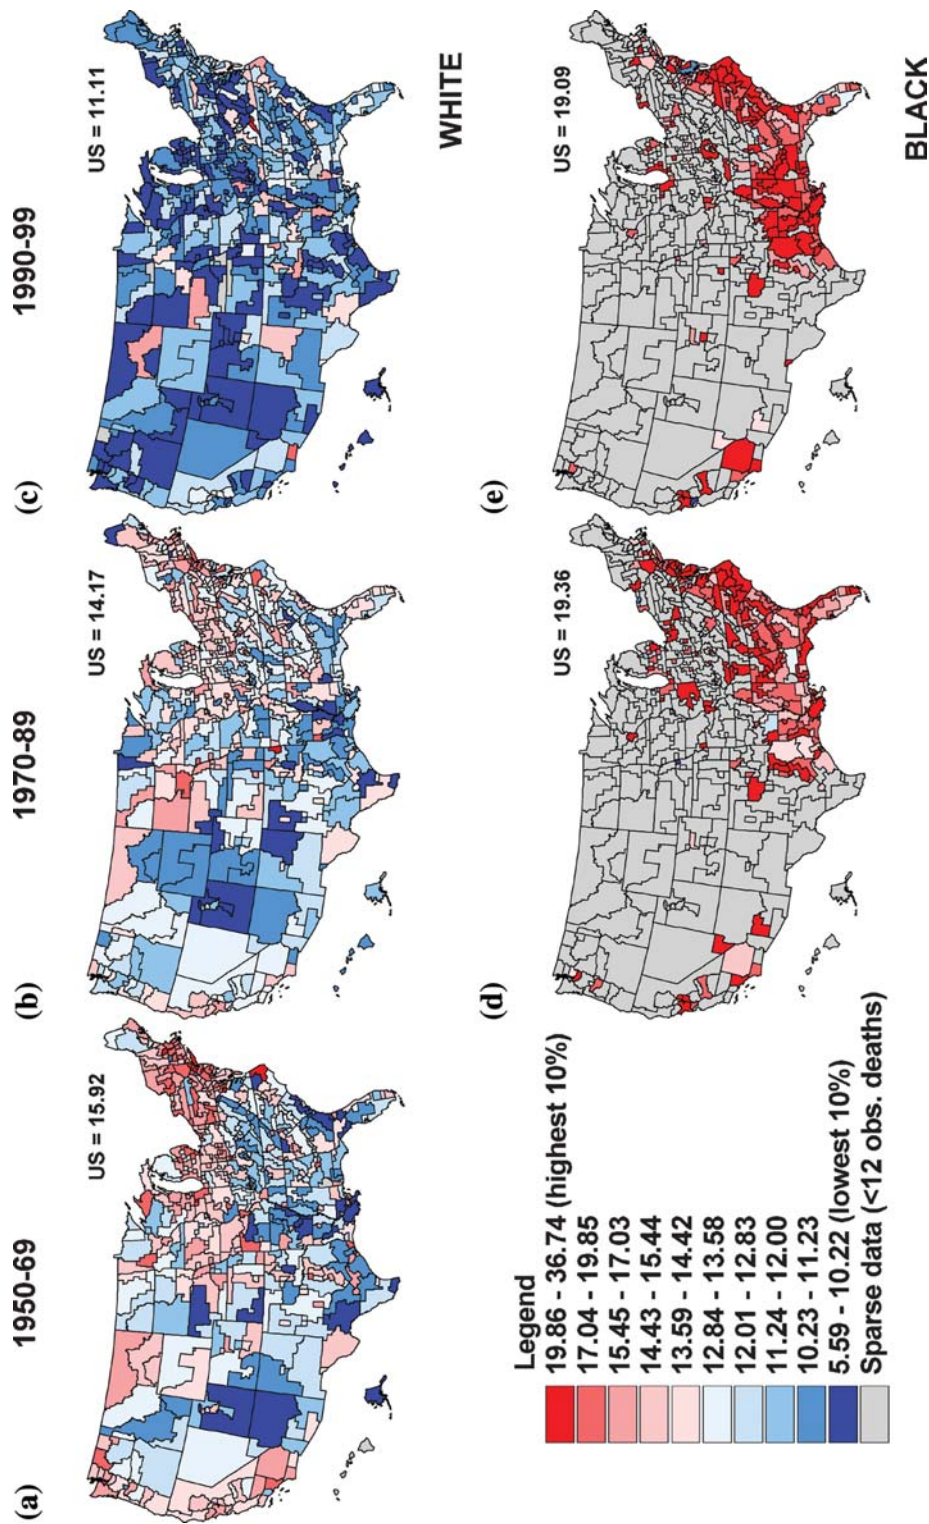 1950-69
1970-89
1990-99
(a)
US = 15.92
(b)
US = 14.17
(c)
US = 11.11
WHITE
Legend
19.86 - 36.74 (highest 10%)
17.04 - 19.85
15.45 - 17.03
14.43 - 15.44
13.59 - 14.42
12.84 - 13.58
12.01 - 12.83
11.24 - 12.00
10.23 - 11.23
5.59 - 10.22 (lowest 10%)
Sparse data (<12 obs. deaths)
(d)
US = 19.36
(e)
US = 19.09
BLACK